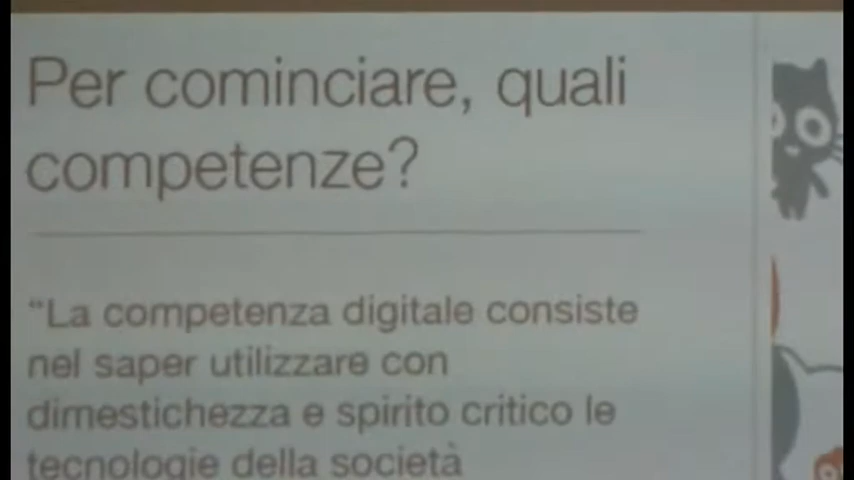 Per cominciare, quali
competenze?
“La competenza digitale consiste
nel saper utilizzare con
dimestichezza e spirito critico le
tecnologie della società